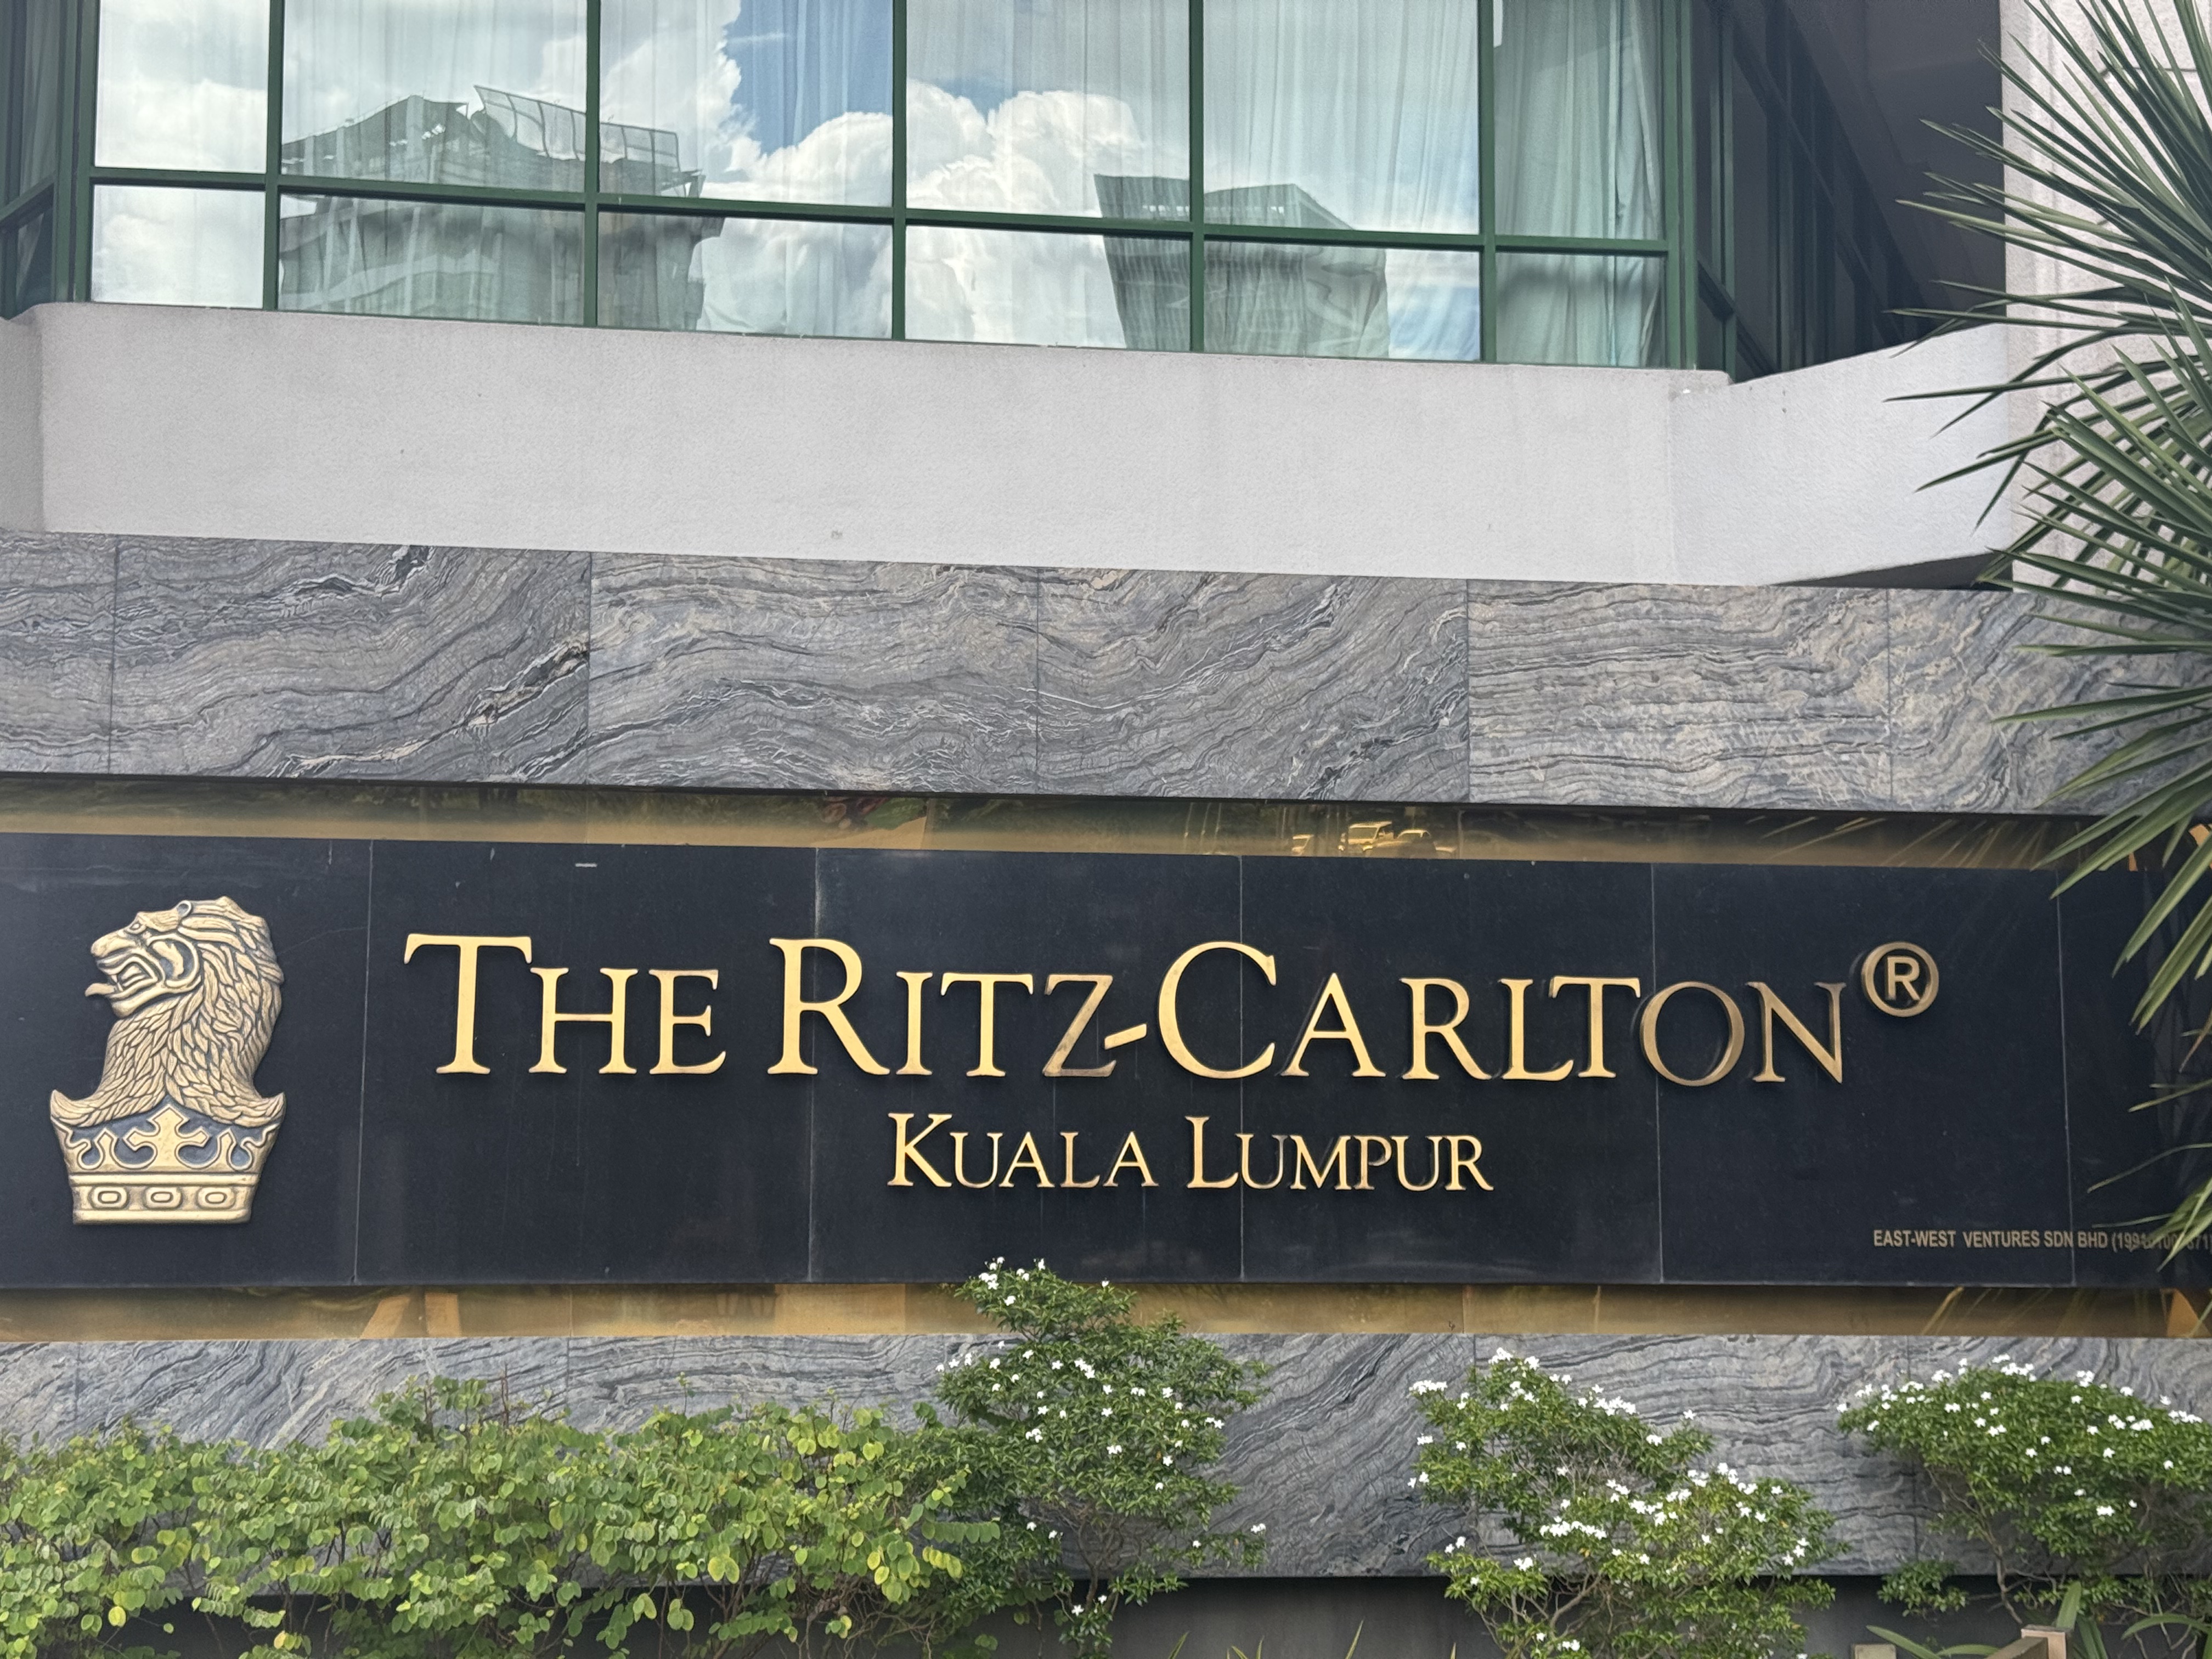 THE RITZ-CARLTON®
KUALA LUMPUR
EAST-WEST VENTURES SDN BHD